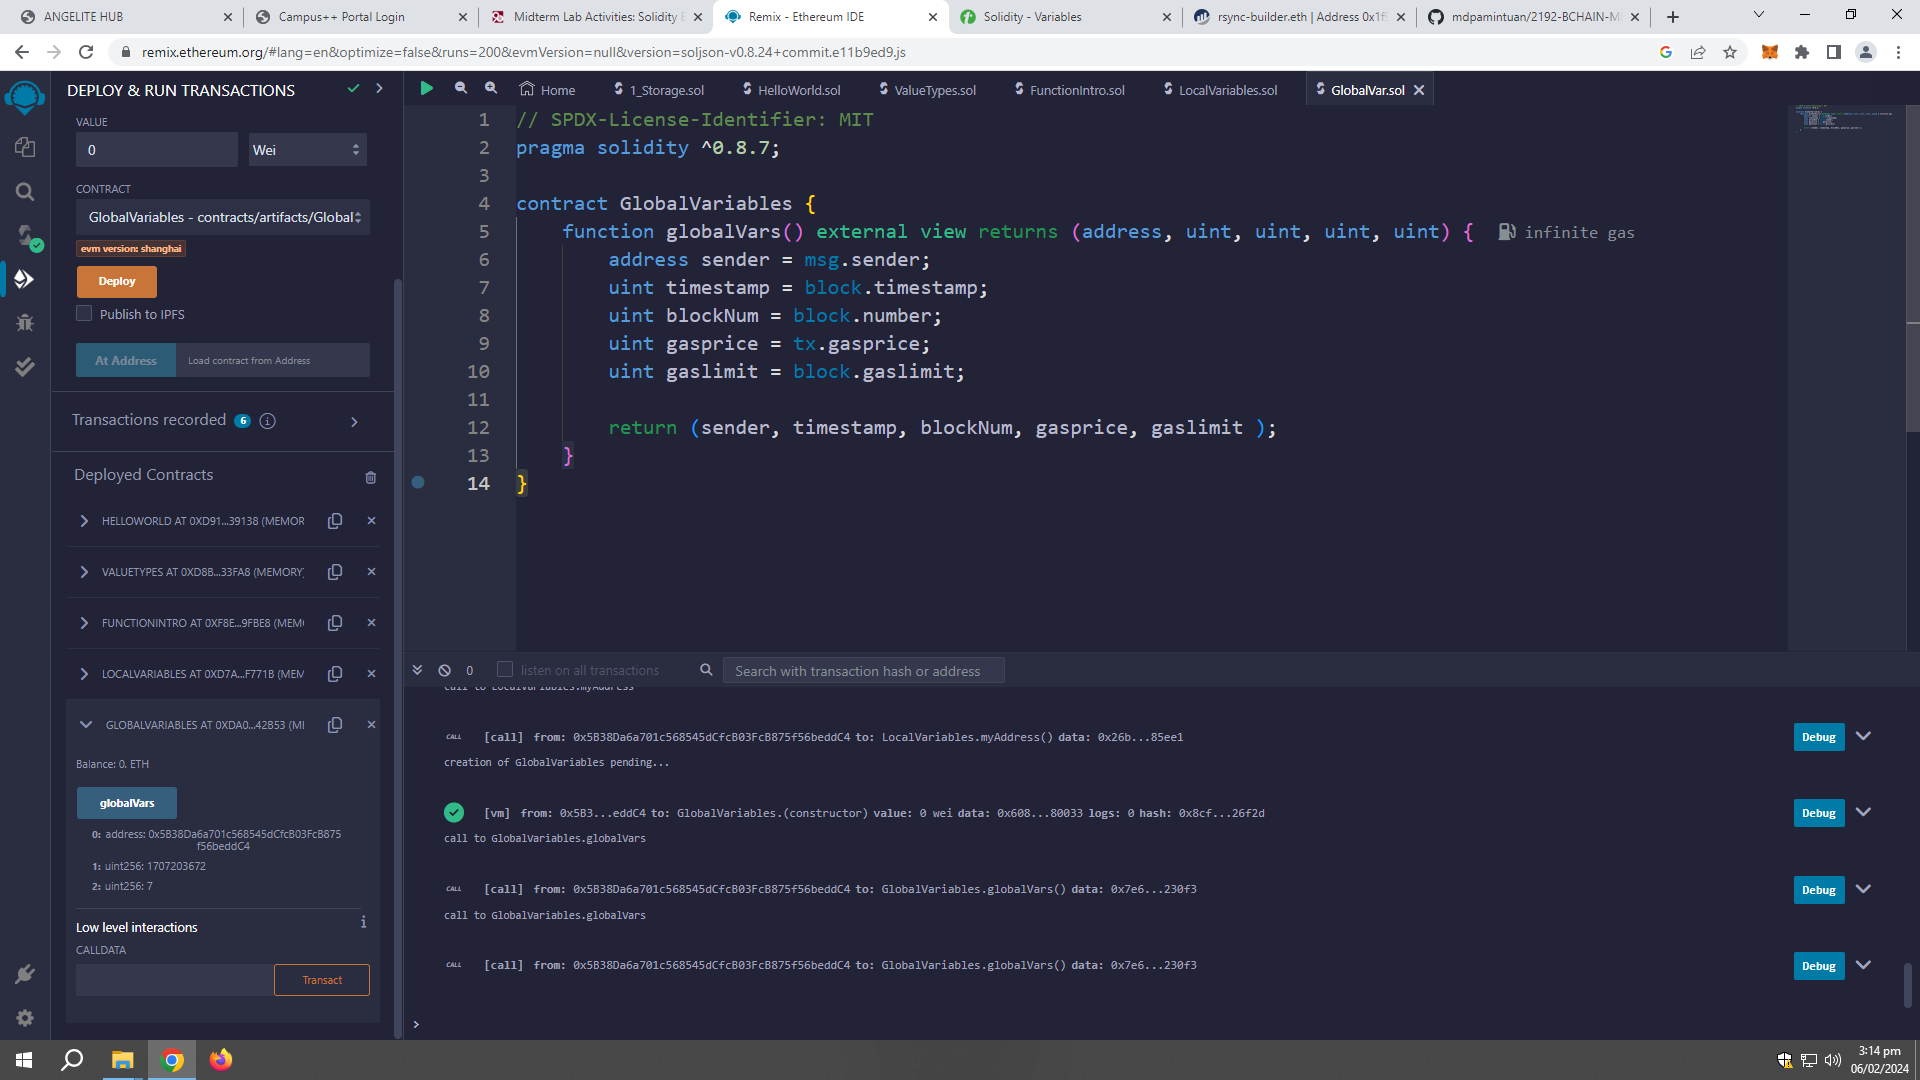 ANGELITE HUB
Campus++ Portal Login
Midterm Lab Activities: Solidity E
Remix - Ethereum IDE
Solidity - Variables
rsync-builder.eth | Address 0x1f
mdpamintuan/2192-BCHAIN-M
remix.ethereum.org/#lang=en&optimize=false&runs=200&evmVersion=null&version=soljson-v0.8.24+commit.e11b9ed9.js
DEPLOY & RUN TRANSACTIONS
VALUE
0
Wei
CONTRACT
GlobalVariables - contracts/artifacts/Global
evm version: shanghai
Deploy
Publish to IPFS
At Address
Load contract from Address
Transactions recorded 6 i
Deployed Contracts
HELLOWORLD AT 0XD91...39138 (MEMOR
VALUETYPES AT 0XD8B...33FA8 (MEMORY
FUNCTIONINTRO AT 0XF8E...9FBE8 (MEM
LOCALVARIABLES AT 0XD7A...F771B (MEM
GLOBALVARIABLES AT 0XDA0...42B53 (ME
Balance: 0. ETH
globalVars
0: address: 0x5B38Da6a701c568545dCfcB03FcB875
f56beddC4
1: uint256: 1707203672
2: uint256: 7
Low level interactions
i
CALLDATA
Transact
Home
1_Storage.sol
HelloWorld.sol
ValueTypes.sol
FunctionIntro.sol
LocalVariables.sol
GlobalVar.sol
1 // SPDX-License-Identifier: MIT
2 pragma solidity ^0.8.7;
3
4 contract GlobalVariables {
5 function globalVars() external view returns (address, uint, uint, uint, uint) { infinite gas
6 address sender = msg.sender;
7 uint timestamp = block.timestamp;
8 uint blockNum = block.number;
9 uint gasprice = tx.gasprice;
10 uint gaslimit = block.gaslimit;
11
12 return (sender, timestamp, blockNum, gasprice, gaslimit );
13 }
14 }
0
listen on all transactions
Search with transaction hash or address
call to LocalVariables.myAddress
CALL [call] from: 0x5B38Da6a701c568545dCfcB03FcB875f56beddC4 to: LocalVariables.myAddress() data: 0x26b...85ee1
Debug
creation of GlobalVariables pending...
[vm] from: 0x5B3...eddC4 to: GlobalVariables.(constructor) value: 0 wei data: 0x608...80033 logs: 0 hash: 0x8cf...26f2d
Debug
call to GlobalVariables.globalVars
CALL [call] from: 0x5B38Da6a701c568545dCfcB03FcB875f56beddC4 to: GlobalVariables.globalVars() data: 0x7e6...230f3
Debug
call to GlobalVariables.globalVars
CALL [call] from: 0x5B38Da6a701c568545dCfcB03FcB875f56beddC4 to: GlobalVariables.globalVars() data: 0x7e6...230f3
Debug
>
3:14 pm
06/02/2024